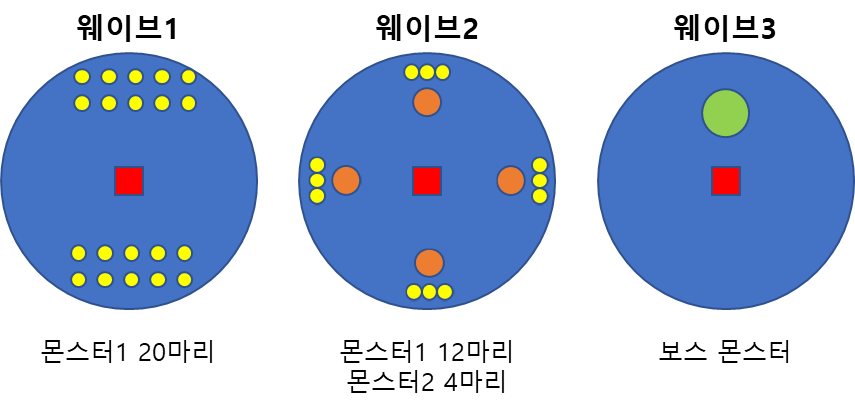 웨이브1
웨이브2
웨이브3
몬스터1 20마리
몬스터1 12마리
몬스터2 4마리
보스 몬스터